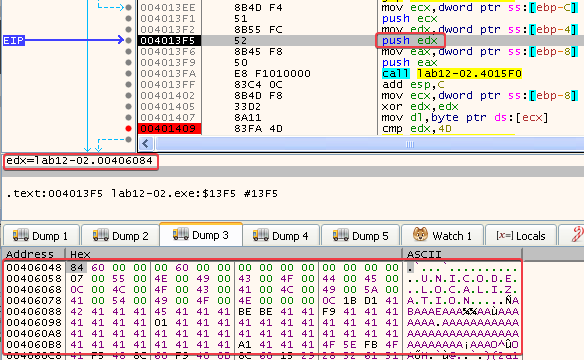 004013EE 8B4D F4 mov ecx,dword ptr ss:[ebp-C]
004013F1 51 push ecx
004013F2 8B55 FC mov edx,dword ptr ss:[ebp-4]
EIP 004013F5 52 push edx
004013F6 8B45 F8 mov eax,dword ptr ss:[ebp-8]
004013F9 50 push eax
004013FA E8 F1010000 call lab12-02.4015F0
004013FF 83C4 0C add esp,C
00401402 8B4D F8 mov ecx,dword ptr ss:[ebp-8]
00401405 33D2 xor edx,edx
00401407 8A11 mov dl,byte ptr ds:[ecx]
00401409 83FA 4D cmp edx,4D
edx=lab12-02.00406084
.text:004013F5 lab12-02.exe:$13F5 #13F5
Dump 1 Dump 2 Dump 3 Dump 4 Dump 5 Watch 1 [x=] Locals
Address Hex ASCII
00406048 84 60 00 00 00 60 00 00 00 00 00 00 00 00 00 00 .`...`..........
00406058 07 00 55 00 4E 00 49 00 43 00 4F 00 44 00 45 00 ..U.N.I.C.O.D.E.
00406068 0C 00 4C 00 4F 00 43 00 41 00 4C 00 49 00 5A 00 ..L.O.C.A.L.I.Z.
00406078 41 00 54 00 49 00 4F 00 4E 00 00 00 0C 1B D1 41 A.T.I.O.N.....ÑA
00406088 42 41 41 41 45 41 41 41 BE BE 41 41 F9 41 41 41 BAAAEAAA¾¾AAùAAA
00406098 41 41 41 41 01 41 41 41 41 41 41 41 41 41 41 41 AAAA.AAAAAAAAAAA
004060A8 41 41 41 41 41 41 41 41 41 41 41 41 41 41 41 41 AAAAAAAAAAAAAAAA
004060B8 41 41 41 41 41 41 41 41 A1 41 41 41 4F 5E FB 4F AAAAAAAA¡AAAO^ûO